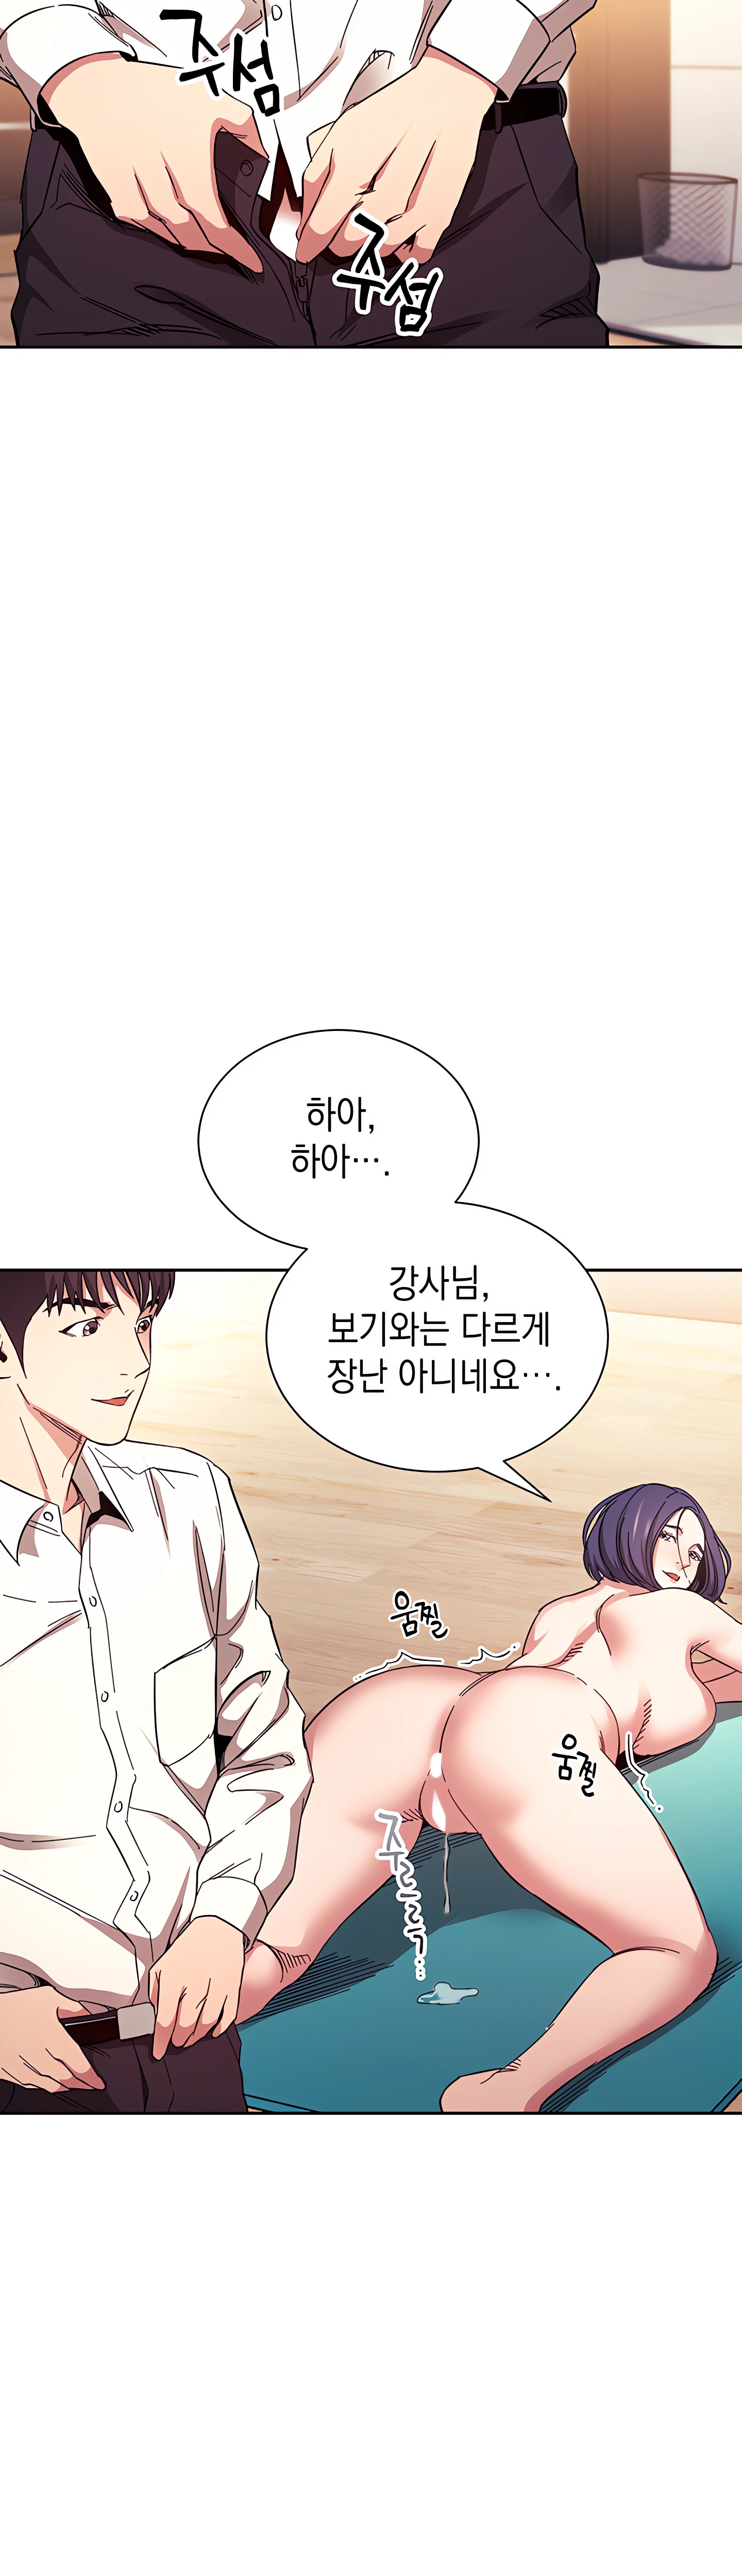 주섬
주섬
하아,
하아….
강사님,
보기와는 다르게
장난 아니네요….
움찔
움찔
주르륵…